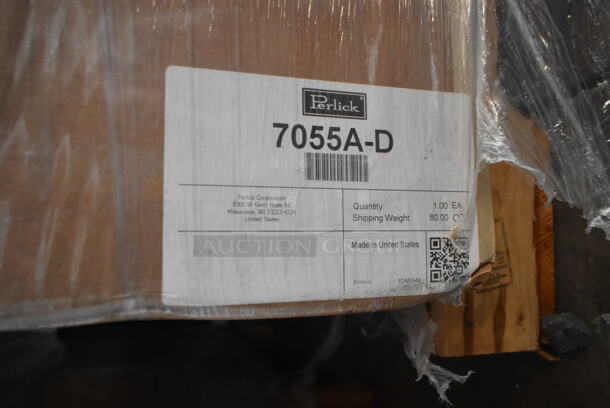 Perlick
7055A-D
Perlick Corporation
8300 W Good Hope Rd
Milwaukee, WI 53223-4524
United States
Quantity: 1.00 EA
Shipping Weight: 80.00
Made in United States
AUCTION GROUP